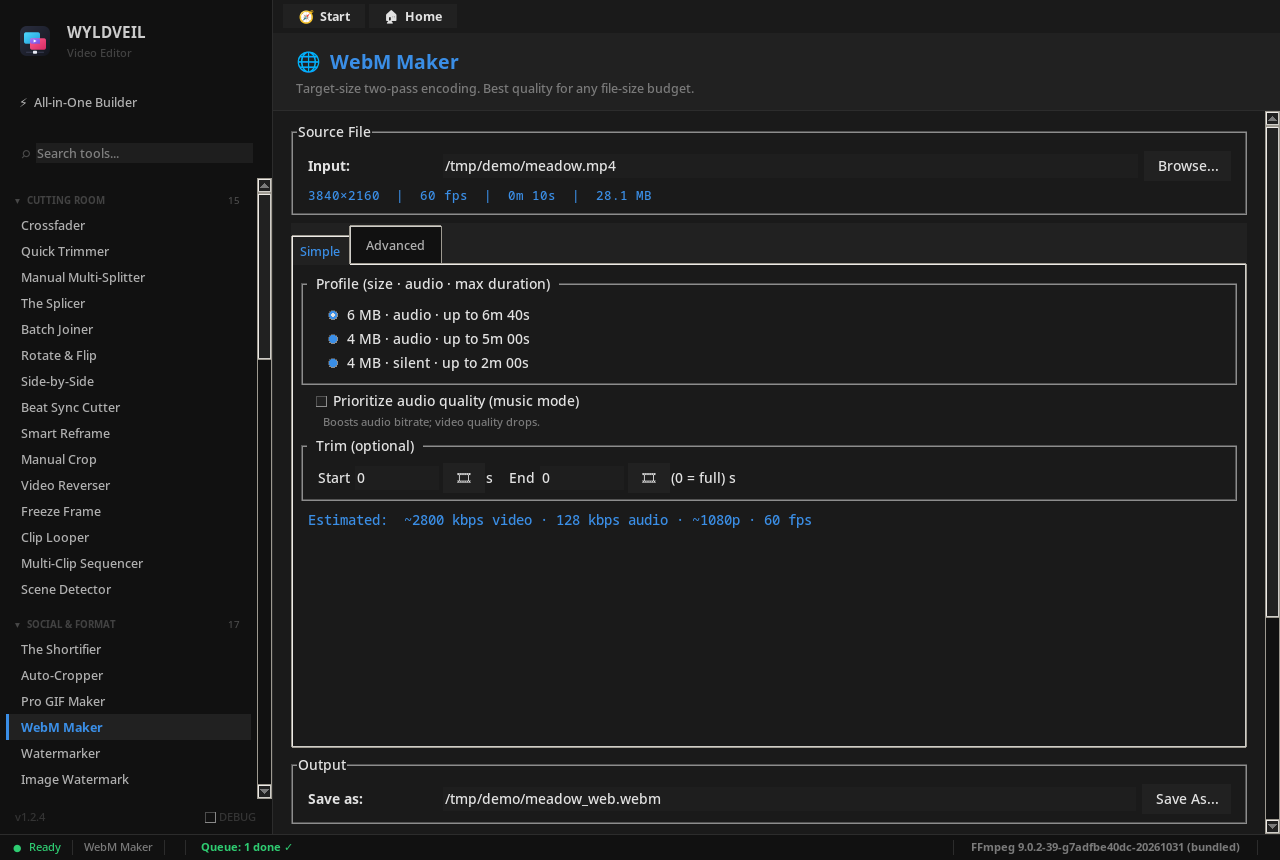 WYLDVEIL
Video Editor
⚡ All-in-One Builder
Search tools...
▾ CUTTING ROOM 15
Crossfader
Quick Trimmer
Manual Multi-Splitter
The Splicer
Batch Joiner
Rotate & Flip
Side-by-Side
Beat Sync Cutter
Smart Reframe
Manual Crop
Video Reverser
Freeze Frame
Clip Looper
Multi-Clip Sequencer
Scene Detector
▾ SOCIAL & FORMAT 17
The Shortifier
Auto-Cropper
Pro GIF Maker
WebM Maker
Watermarker
Image Watermark
v1.2.4 DEBUG
Start Home
WebM Maker
Target-size two-pass encoding. Best quality for any file-size budget.
Source File
Input: /tmp/demo/meadow.mp4 Browse...
3840×2160 | 60 fps | 0m 10s | 28.1 MB
Simple Advanced
Profile (size · audio · max duration)
6 MB · audio · up to 6m 40s
4 MB · audio · up to 5m 00s
4 MB · silent · up to 2m 00s
Prioritize audio quality (music mode)
Boosts audio bitrate; video quality drops.
Trim (optional)
Start 0 s End 0 (0 = full) s
Estimated: ~2800 kbps video · 128 kbps audio · ~1080p · 60 fps
Output
Save as: /tmp/demo/meadow_web.webm Save As...
● Ready WebM Maker Queue: 1 done ✓ FFmpeg 9.0.2-39-g7adfbe40dc-20261031 (bundled)